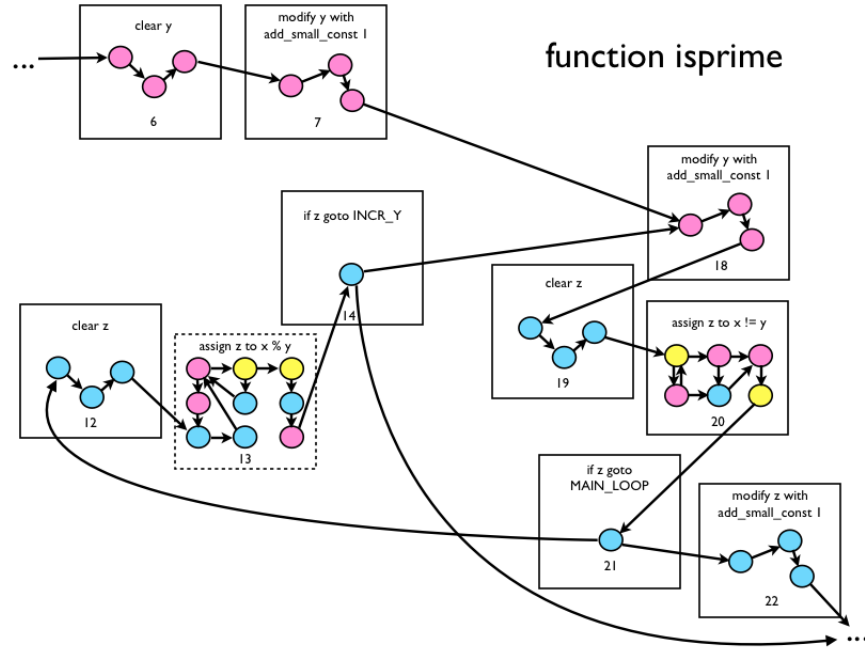 function isprime
...
clear y
6
modify y with
add_small_const 1
7
modify y with
add_small_const 1
18
if z goto INCR_Y
14
clear z
19
clear z
12
assign z to x % y
13
assign z to x != y
20
if z goto
MAIN_LOOP
21
modify z with
add_small_const 1
22
...